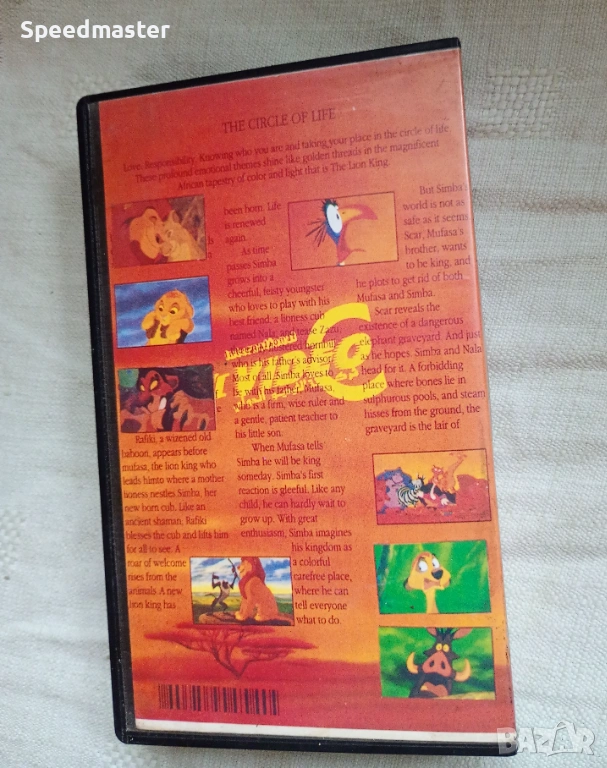 Speedmaster
THE CIRCLE OF LIFE
Love. Responsibility. Knowing who you are and taking your place in the circle of life.
These profound emotional themes shine like golden threads in the magnificent
African tapestry of color and light that is The Lion King.
Rafiki, a wizened old
baboon, appears before
mufasa, the lion king who
leads himto where a mother
lioness nestles Simba, her
new born cub. Like an
ancient shaman, Rafiki
blesses the cub and lifts him
for all to see. A
roar of welcome
rises from the
animals. A new
lion king has
been born. Life
is renewed
again.
As time
passes Simba
grows into a
cheerful, feisty youngster
who loves to play with his
best friend, a lioness cub
named Nala, and tease Zazu,
hornbill
who is his father's advisor.
Most of all, Simba loves to
be with his father, Mufasa,
who is a firm, wise ruler and
a gentle, patient teacher to
his little son.
When Mufasa tells
Simba he will be king
someday. Simba's first
reaction is gleeful. Like any
child, he can hardly wait to
grow up. With great
enthusiasm, Simba imagines
his kingdom as
a colorful
carefree place,
where he can
tell everyone
what to do.
But Simba's
world is not as
safe as it seems.
Scar, Mufasa's
brother, wants
to be king, and
he plots to get rid of both
Mufasa and Simba.
Scar reveals the
existence of a dangerous
elephant graveyard. And just
as he hopes. Simba and Nala
head for it. A forbidding
place where bones lie in
sulphurous pools, and steam
hisses from the ground, the
graveyard is the lair of
International
BAZAR